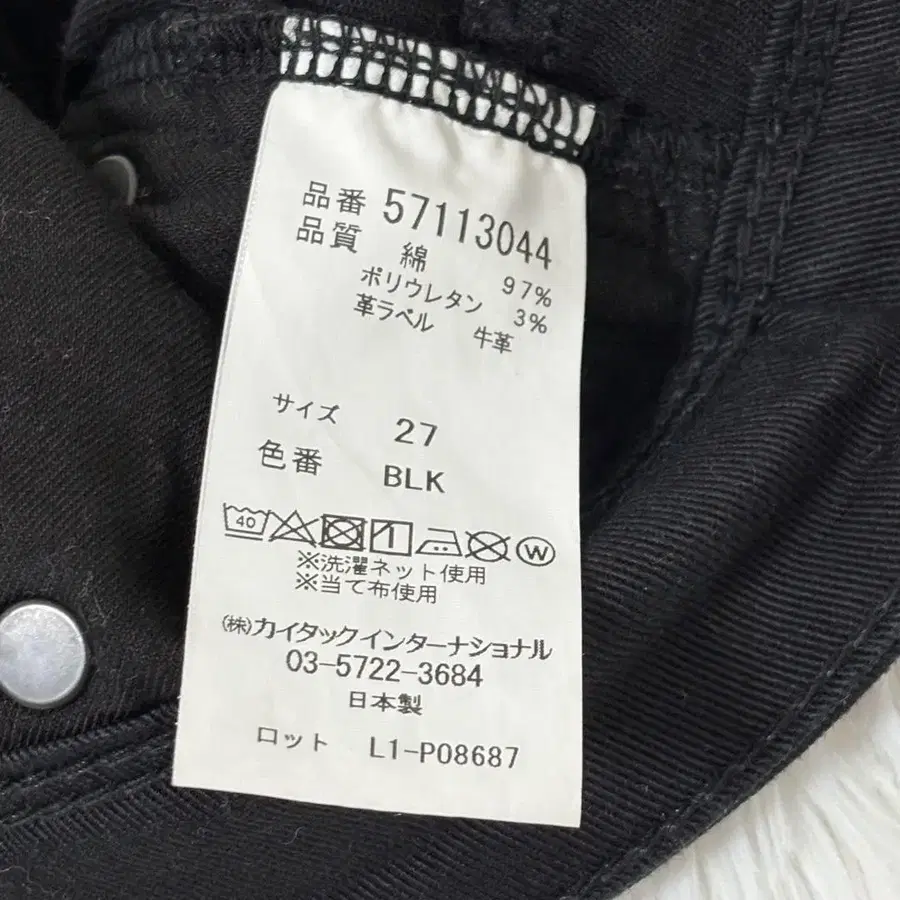 品番 57113044
品質 綿 97%
ポリウレタン 3%
革ラベル 牛革
サイズ 27
色番 BLK
40 1 W
※洗濯ネット使用
※当て布使用
(株)カイタックインターナショナル
03-5722-3684
日本製
ロット L1-P08687